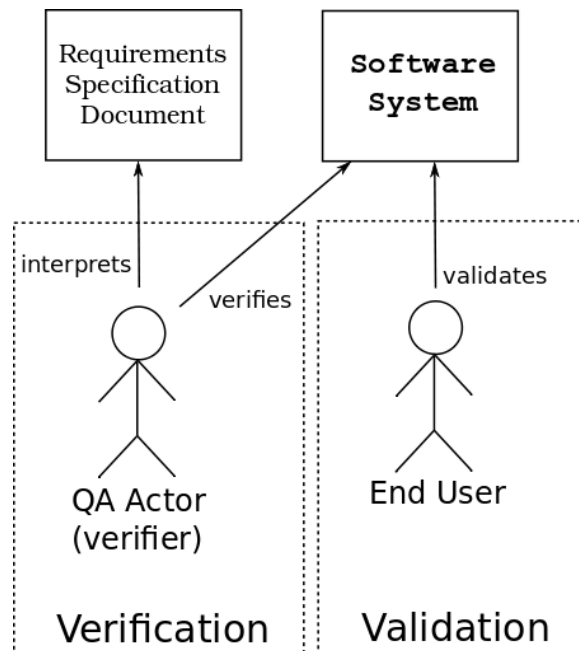 Requirements
Specification
Document
Software
System
interprets
verifies
validates
QA Actor
(verifier)
End User
Verification
Validation